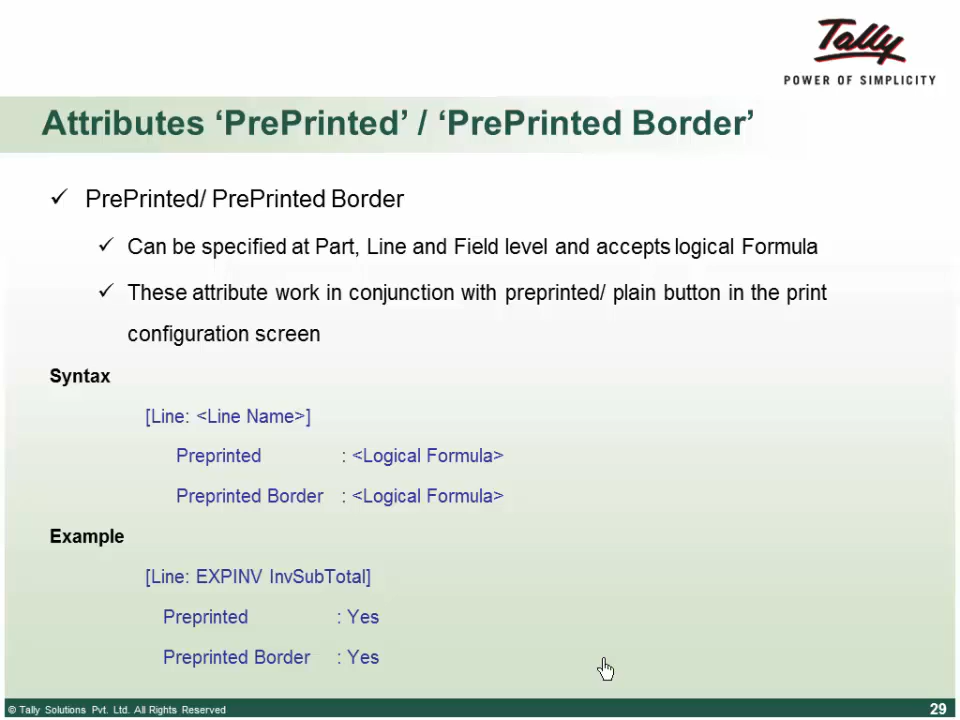 Tally
POWER OF SIMPLICITY
Attributes ‘PrePrinted’ / ‘PrePrinted Border’
✓ PrePrinted/ PrePrinted Border
✓ Can be specified at Part, Line and Field level and accepts logical Formula
✓ These attribute work in conjunction with preprinted/ plain button in the print
configuration screen
Syntax
[Line: <Line Name>]
Preprinted : <Logical Formula>
Preprinted Border : <Logical Formula>
Example
[Line: EXPINV InvSubTotal]
Preprinted : Yes
Preprinted Border : Yes
© Tally Solutions Pvt. Ltd. All Rights Reserved 29